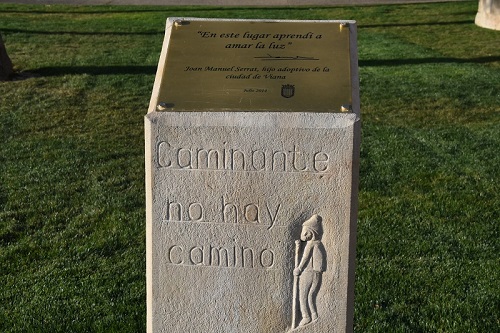 "En este lugar aprendí a
amar la luz"
Joan Manuel Serrat, hijo adoptivo de la
ciudad de Viana
Caminante
no hay
camino